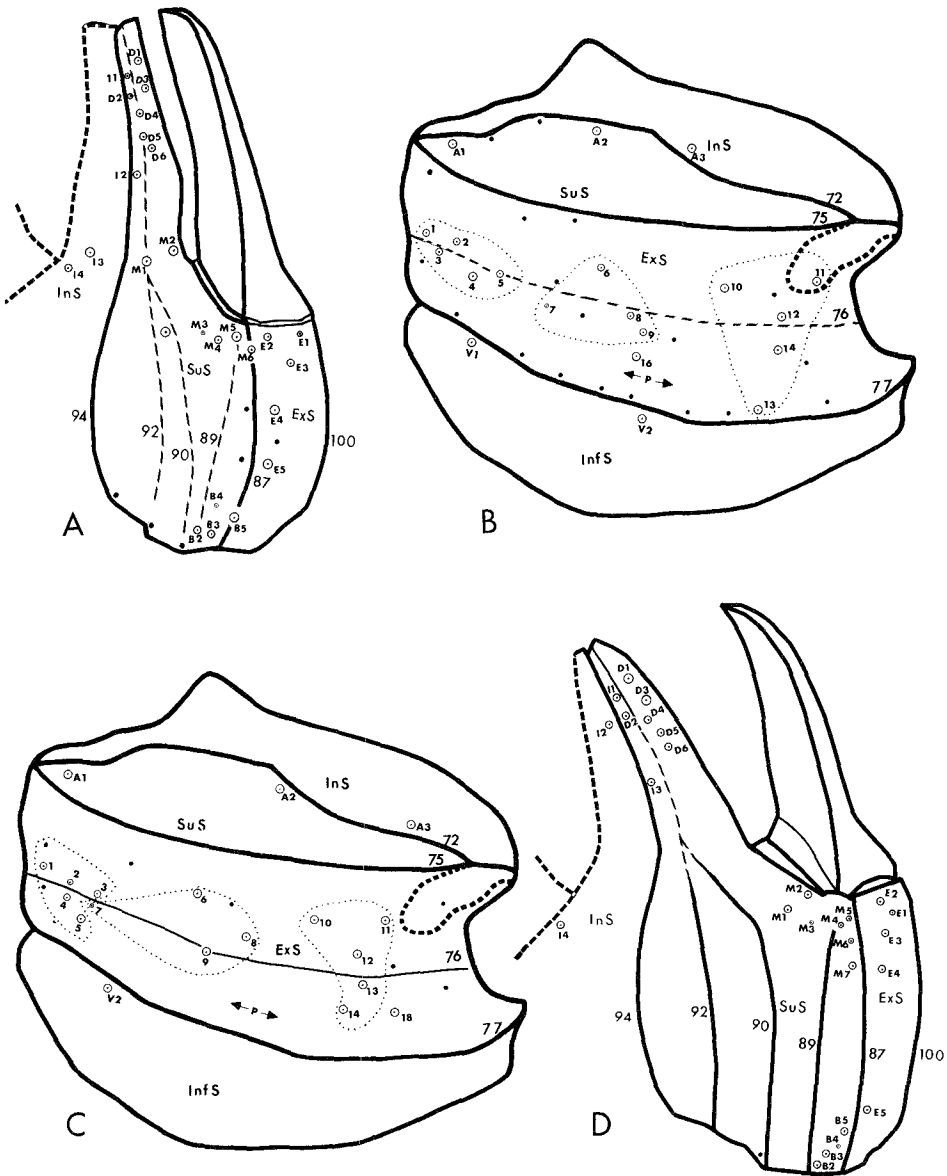 D1
11
D3
D2
D4
D5
D6
I2
M2
I3
M1
I4
InS
M3
M5
M4
M6
E2
E1
E3
SuS
94
92
90
89
E4
ExS
100
87
E5
B4
B5
B2
B3
A
A1
A2
A3
InS
SuS
72
75
1
2
3
4
5
6
ExS
7
8
9
10
11
12
76
14
16
V1
P
13
77
V2
InfS
B
A1
A2
InS
A3
SuS
72
75
1
2
3
4
7
5
6
8
9
10
11
ExS
12
76
13
14
18
V2
P
77
InfS
C
D1
I1
D3
D2
D4
I2
D5
D6
I3
M2
M1
M3
M5
M4
M6
M7
E2
E1
E3
E4
I4
InS
94
92
90
SuS
89
87
ExS
100
E5
B5
B4
B3
B2
D